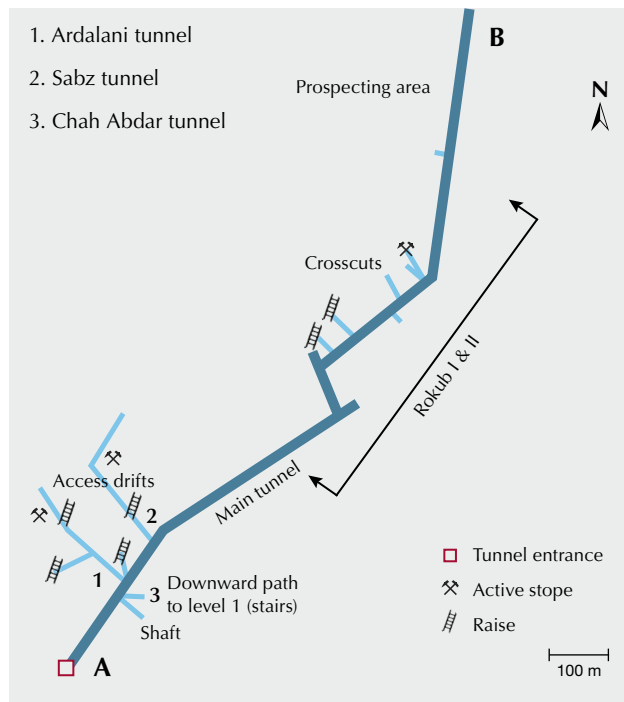 1. Ardalani tunnel
2. Sabz tunnel
3. Chah Abdar tunnel
B
Prospecting area
N
Crosscuts
Rokub I & II
Access drifts
Main tunnel
2
1
3
Downward path
to level 1 (stairs)
Shaft
A
Tunnel entrance
Active stope
Raise
100 m